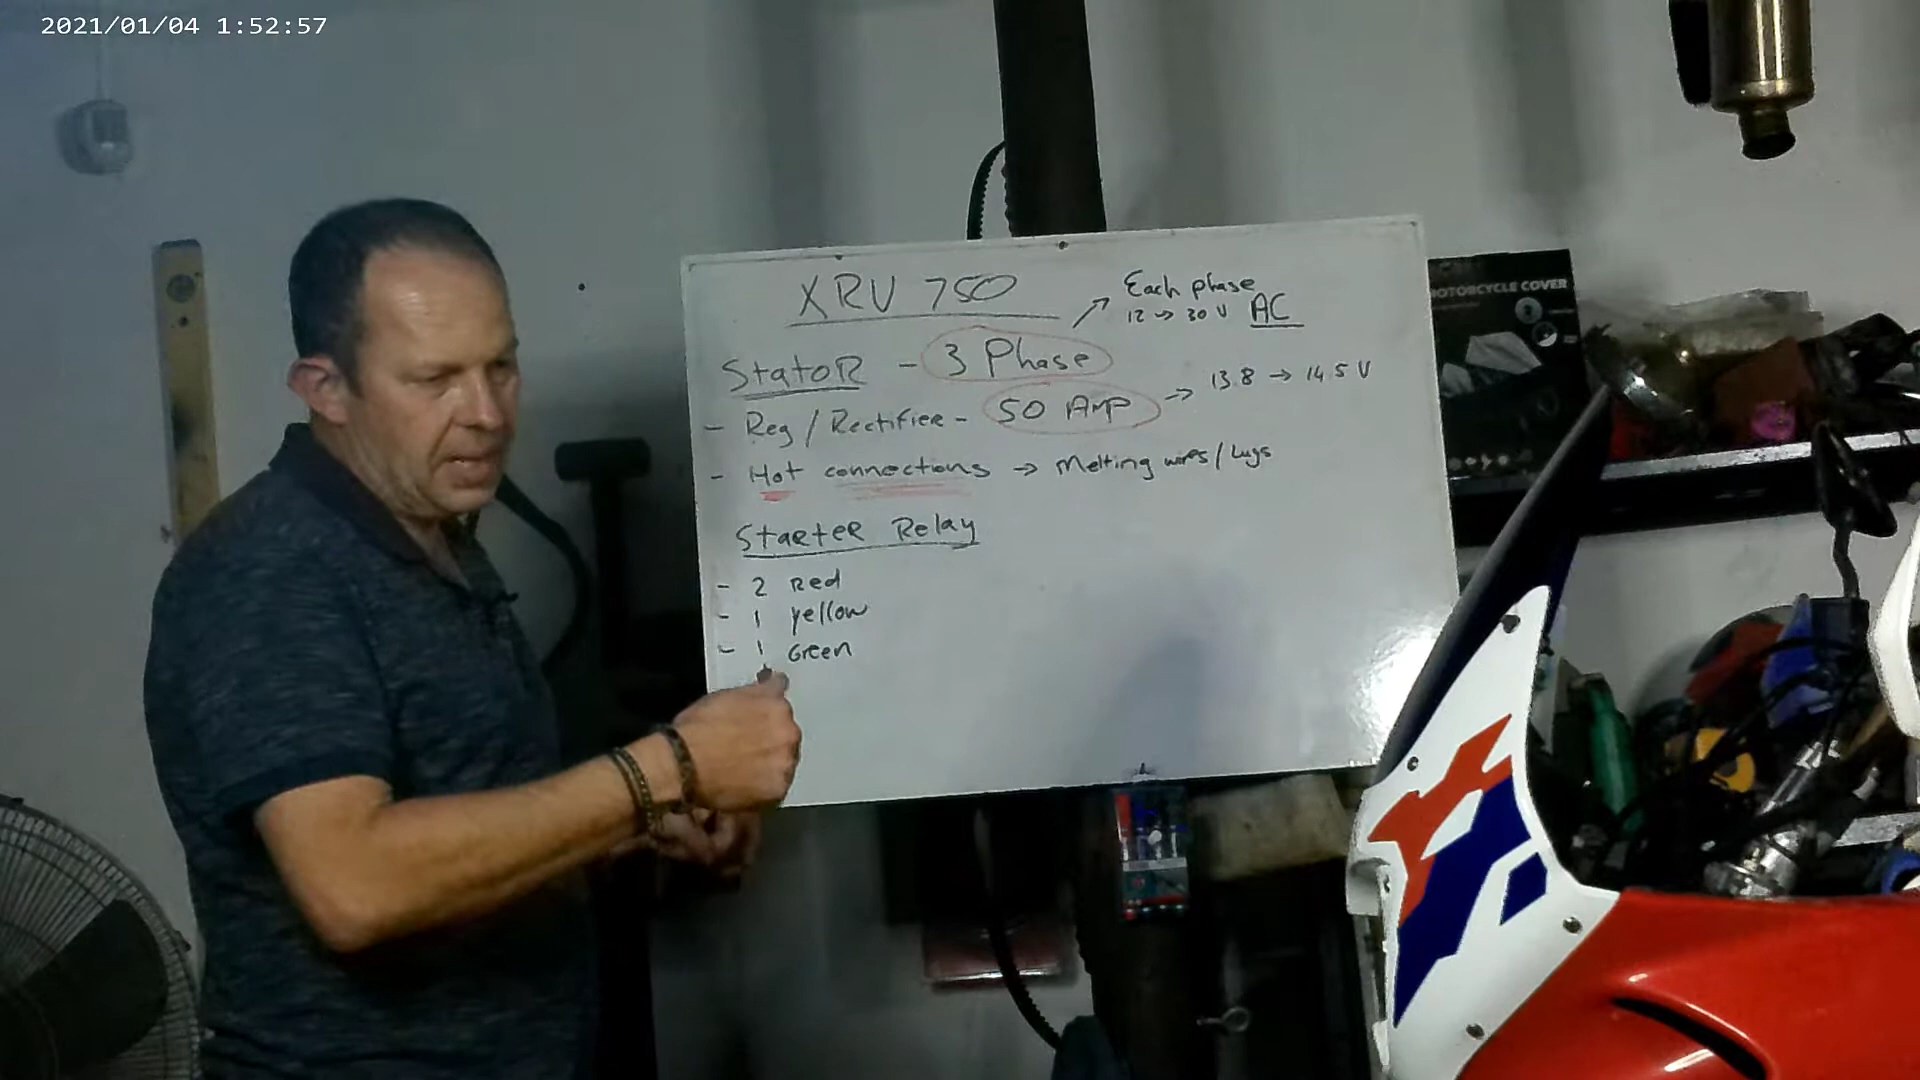 2021/01/04 1:52:57
XRV 750
Each phase
12 → 30 V AC
StatoR - 3 Phase
- Reg / Rectifier - 50 Amp → 13.8 → 14.5 V
- Hot connections → Melting wires / Lugs
Starter Relay
- 2 Red
- 1 yellow
- 1 Green
MOTORCYCLE COVER